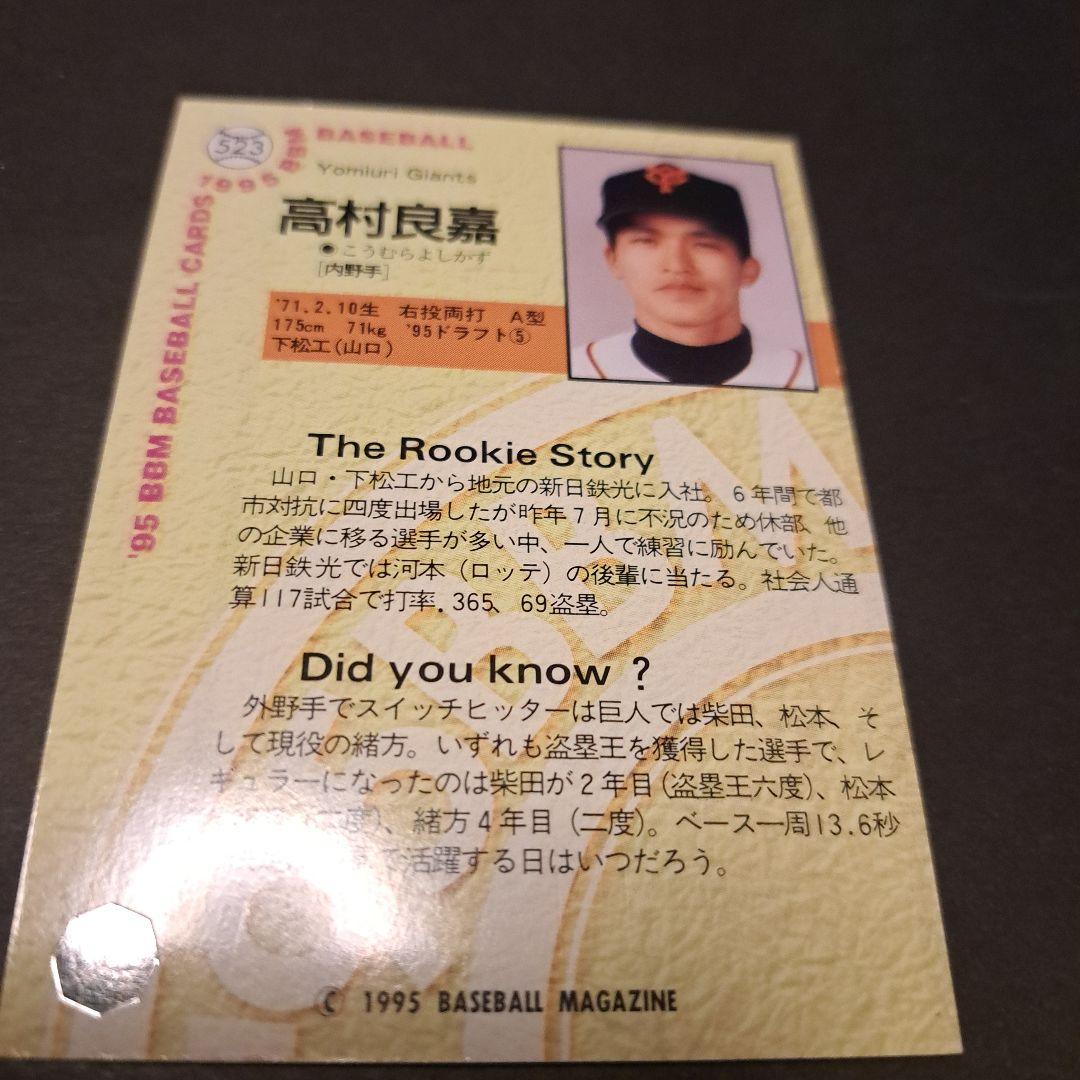 523
'95 BBM BASEBALL CARDS
1995 BBM BASEBALL
Yomiuri Giants
高村良嘉
●こうむらよしかず
[内野手]
'71.2.10生 右投両打 A型
175cm 71kg '95ドラフト⑤
下松工(山口)
The Rookie Story
山口・下松工から地元の新日鉄光に入社。6年間で都
市対抗に四度出場したが昨年7月に不況のため休部、他
の企業に移る選手が多い中、一人で練習に励んでいた。
新日鉄光では河本（ロッテ）の後輩に当たる。社会人通
算117試合で打率.365、69盗塁。
Did you know ?
外野手でスイッチヒッターは巨人では柴田、松本、そ
して現役の緒方。いずれも盗塁王を獲得した選手で、レ
ギュラーになったのは柴田が2年目(盗塁王六度)、松本
二度)、緒方4年目（二度)。ベース一周13.6秒
で活躍する日はいつだろう。
© 1995 BASEBALL MAGAZINE